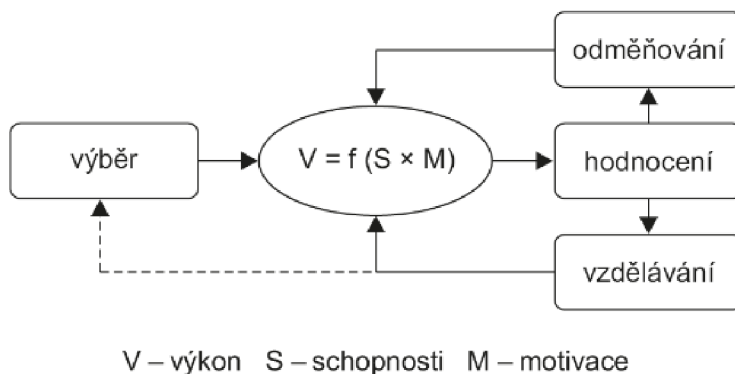 odměňování
výběr
V = f (S × M)
hodnocení
vzdělávání
V – výkon S – schopnosti M – motivace